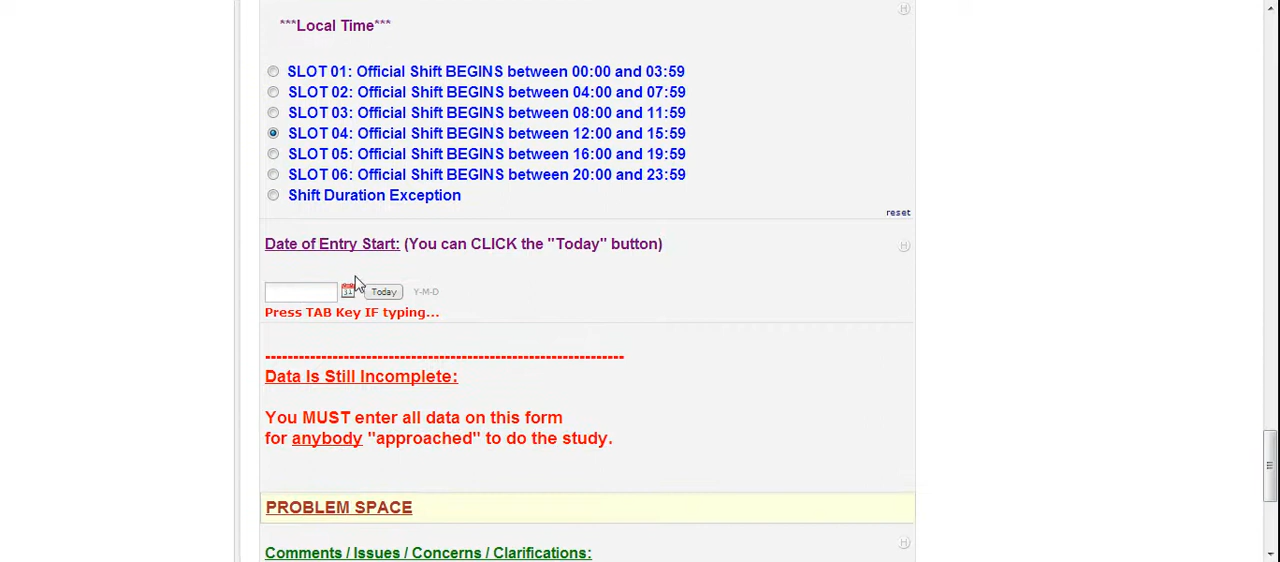 ***Local Time***
SLOT 01: Official Shift BEGINS between 00:00 and 03:59
SLOT 02: Official Shift BEGINS between 04:00 and 07:59
SLOT 03: Official Shift BEGINS between 08:00 and 11:59
SLOT 04: Official Shift BEGINS between 12:00 and 15:59
SLOT 05: Official Shift BEGINS between 16:00 and 19:59
SLOT 06: Official Shift BEGINS between 20:00 and 23:59
Shift Duration Exception
reset
Date of Entry Start: (You can CLICK the "Today" button)
31 Today Y-M-D
Press TAB Key IF typing...
----------------------------------------------------------------
Data Is Still Incomplete:
You MUST enter all data on this form
for anybody "approached" to do the study.
PROBLEM SPACE
Comments / Issues / Concerns / Clarifications: